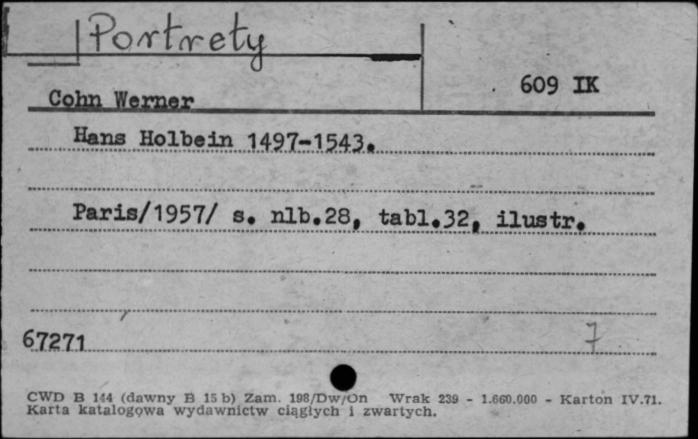 Portrety
609 IK
Cohn Werner
Hans Holbein 1497-1543.
Paris/1957/ s. nlb.28, tabl.32, ilustr.
67271
7
CWD B 144 (dawny B 15 b) Zam. 198/Dw/On Wrak 239 - 1.660.000 - Karton IV.71.
Karta katalogowa wydawnictw ciągłych i zwartych.